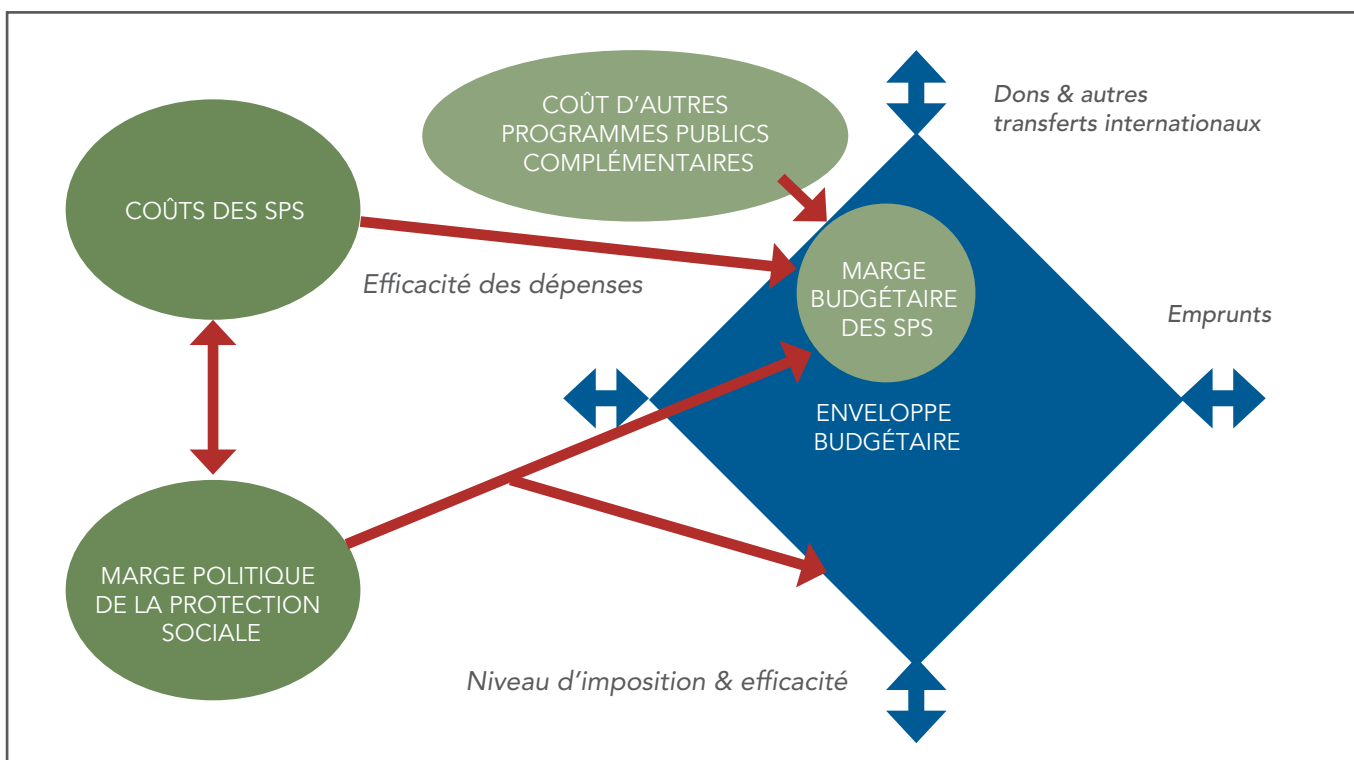 COÛT D’AUTRES
PROGRAMMES PUBLICS
COMPLÉMENTAIRES
Dons & autres
transferts internationaux
COÛTS DES SPS
Efficacité des dépenses
MARGE
BUDGÉTAIRE
DES SPS
Emprunts
ENVELOPPE
BUDGÉTAIRE
MARGE POLITIQUE
DE LA PROTECTION
SOCIALE
Niveau d’imposition & efficacité